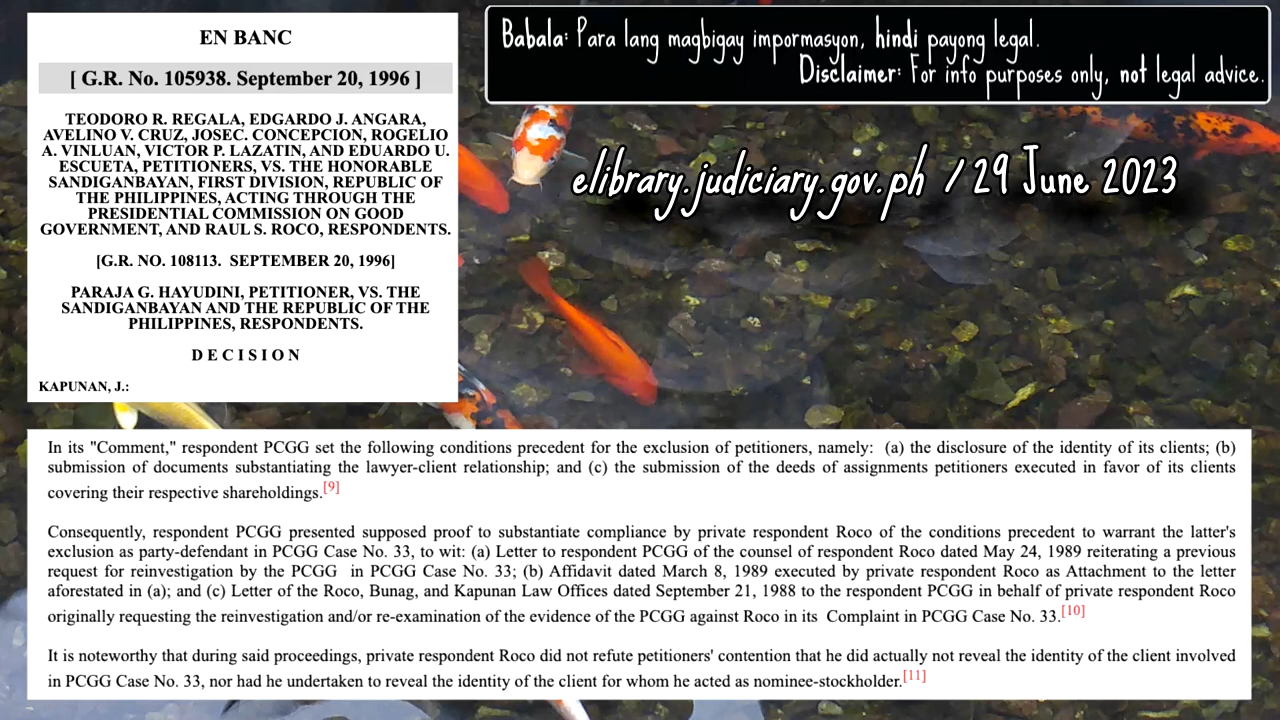 EN BANC
[ G.R. No. 105938. September 20, 1996 ]
TEODORO R. REGALA, EDGARDO J. ANGARA,
AVELINO V. CRUZ, JOSEC. CONCEPCION, ROGELIO
A. VINLUAN, VICTOR P. LAZATIN, AND EDUARDO U.
ESCUETA, PETITIONERS, VS. THE HONORABLE
SANDIGANBAYAN, FIRST DIVISION, REPUBLIC OF
THE PHILIPPINES, ACTING THROUGH THE
PRESIDENTIAL COMMISSION ON GOOD
GOVERNMENT, AND RAUL S. ROCO, RESPONDENTS.
[G.R. NO. 108113. SEPTEMBER 20, 1996]
PARAJA G. HAYUDINI, PETITIONER, VS. THE
SANDIGANBAYAN AND THE REPUBLIC OF THE
PHILIPPINES, RESPONDENTS.
D E C I S I O N
KAPUNAN, J.:
Babala: Para lang magbigay impormasyon, hindi payong legal.
Disclaimer: For info purposes only, not legal advice.
elibrary.judiciary.gov.ph / 29 June 2023
In its "Comment," respondent PCGG set the following conditions precedent for the exclusion of petitioners, namely: (a) the disclosure of the identity of its clients; (b)
submission of documents substantiating the lawyer-client relationship; and (c) the submission of the deeds of assignments petitioners executed in favor of its clients
covering their respective shareholdings.[9]
Consequently, respondent PCGG presented supposed proof to substantiate compliance by private respondent Roco of the conditions precedent to warrant the latter's
exclusion as party-defendant in PCGG Case No. 33, to wit: (a) Letter to respondent PCGG of the counsel of respondent Roco dated May 24, 1989 reiterating a previous
request for reinvestigation by the PCGG in PCGG Case No. 33; (b) Affidavit dated March 8, 1989 executed by private respondent Roco as Attachment to the letter
aforestated in (a); and (c) Letter of the Roco, Bunag, and Kapunan Law Offices dated September 21, 1988 to the respondent PCGG in behalf of private respondent Roco
originally requesting the reinvestigation and/or re-examination of the evidence of the PCGG against Roco in its Complaint in PCGG Case No. 33.[10]
It is noteworthy that during said proceedings, private respondent Roco did not refute petitioners' contention that he did actually not reveal the identity of the client involved
in PCGG Case No. 33, nor had he undertaken to reveal the identity of the client for whom he acted as nominee-stockholder.[11]